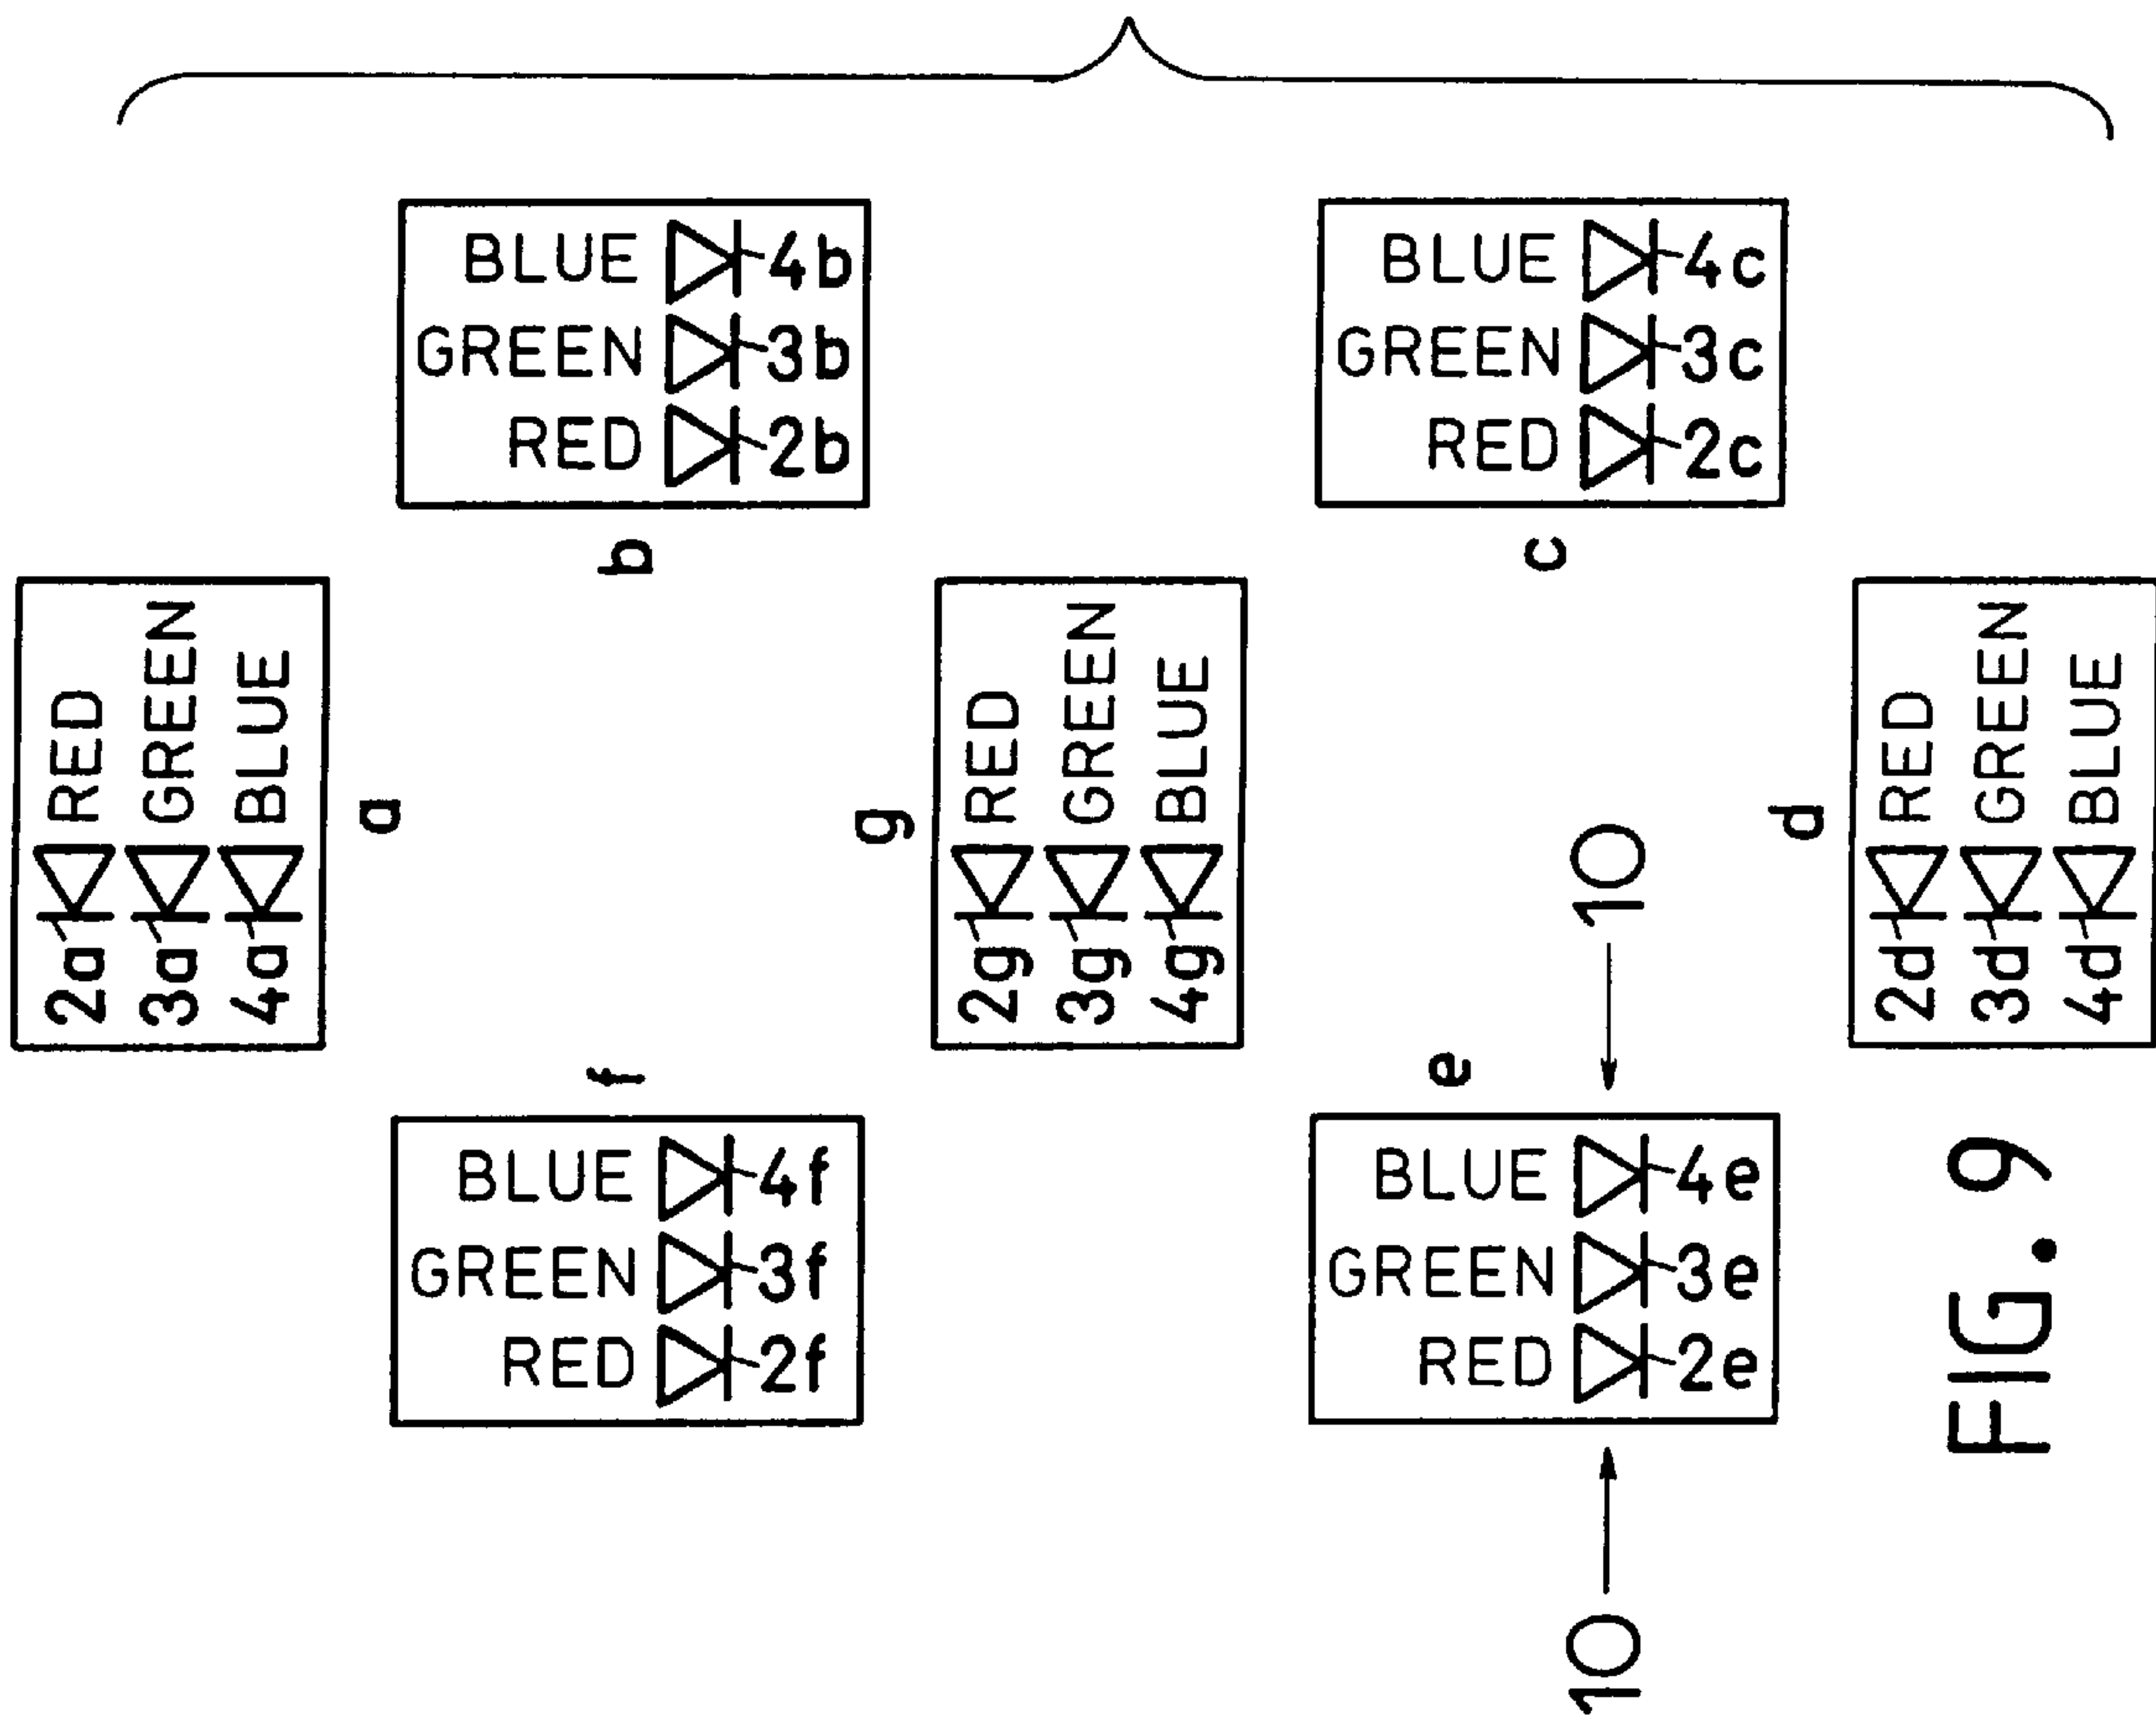 2a RED
3a GREEN
4a BLUE
a
f
b
RED GREEN BLUE
2f 3f 4f
RED GREEN BLUE
2b 3b 4b
g
2g RED
3g GREEN
4g BLUE
e
c
RED GREEN BLUE
2e 3e 4e
RED GREEN BLUE
2c 3c 4c
10
10
d
2d RED
3d GREEN
4d BLUE
FIG. 9